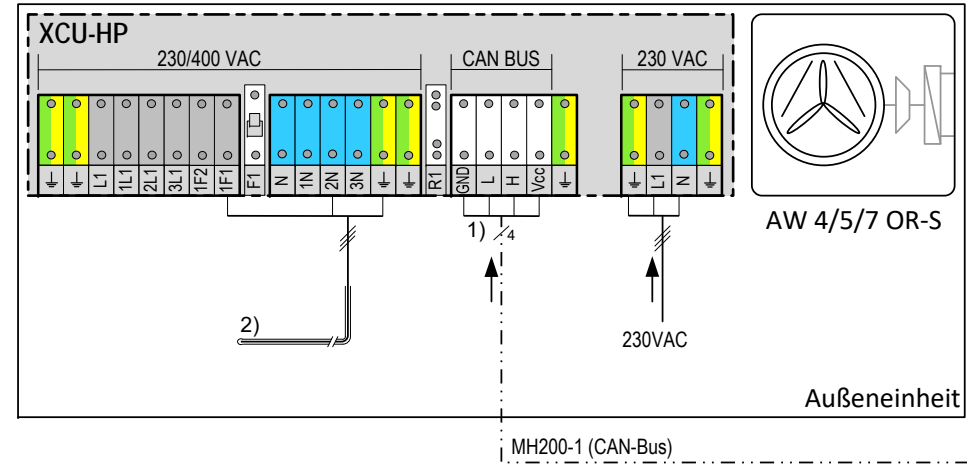 XCU-HP
230/400 VAC
CAN BUS
230 VAC
L1 1L1 2L1 3L1 1F2 1F1 F1 N 1N 2N 3N R1 GND L H Vcc L1 N
AW 4/5/7 OR-S
1) 4
2)
230VAC
Außeneinheit
MH200-1 (CAN-Bus)